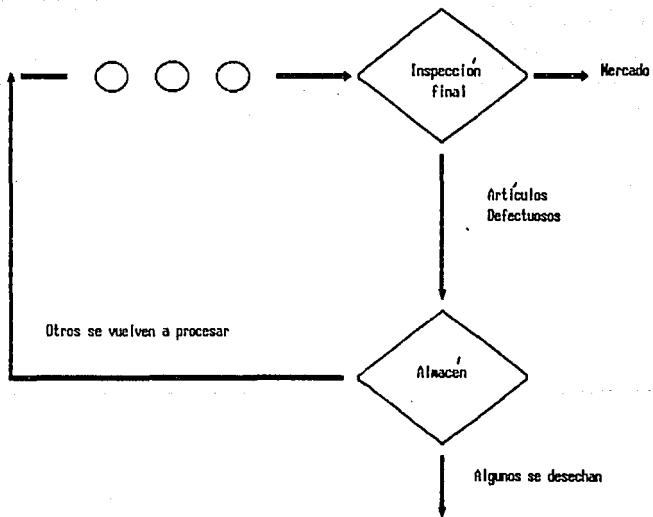 Inspección
final
Mercado
Artículos
Defectuosos
Otros se vuelven a procesar
Almacén
Algunos se desechan